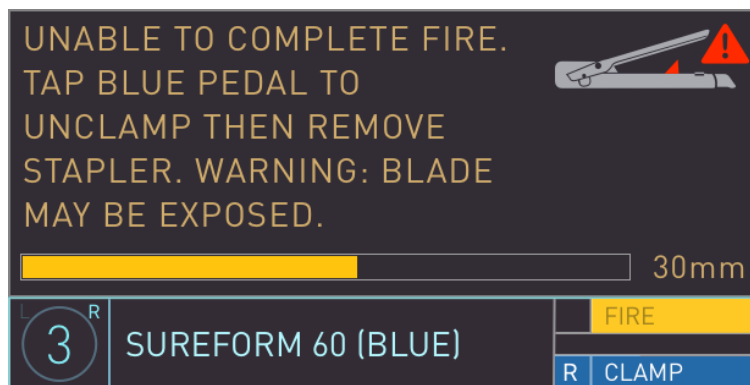 UNABLE TO COMPLETE FIRE.
TAP BLUE PEDAL TO
UNCLAMP THEN REMOVE
STAPLER. WARNING: BLADE
MAY BE EXPOSED.
30mm
L R
3
SUREFORM 60 (BLUE)
FIRE
R CLAMP